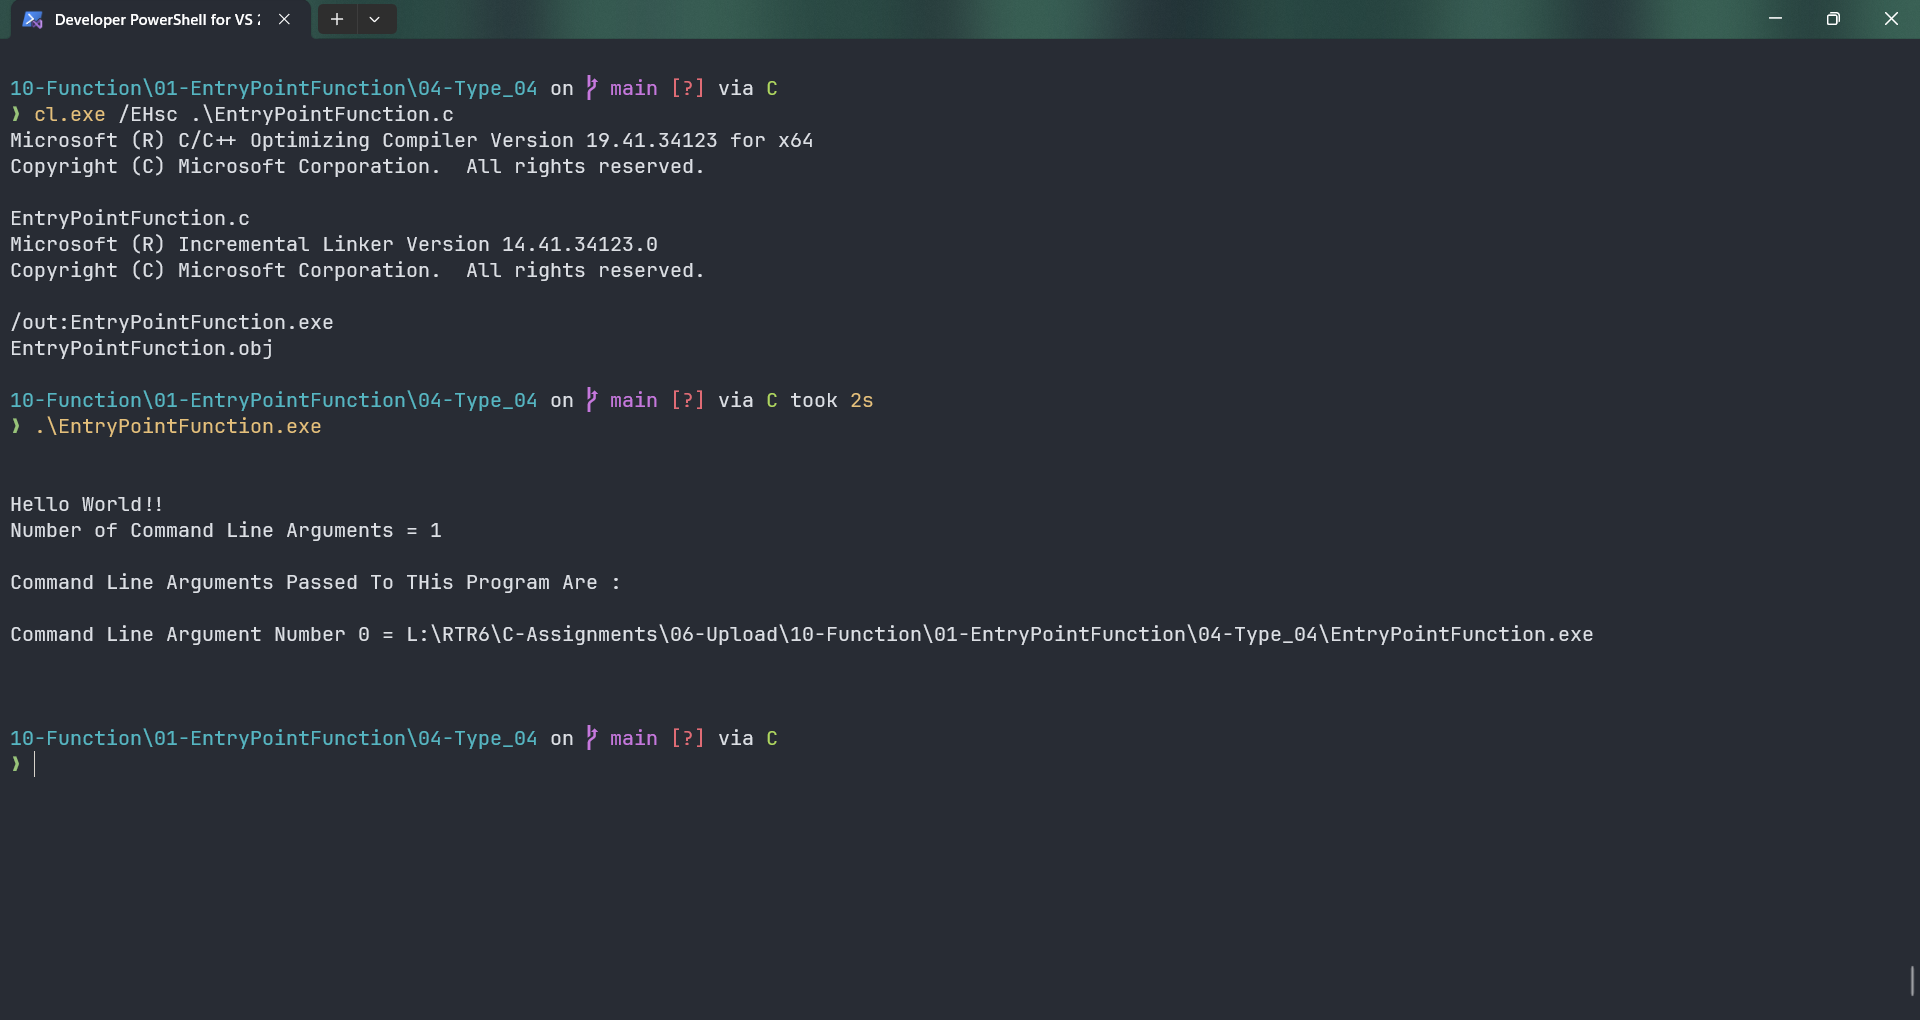 Developer PowerShell for VS 2
10-Function\01-EntryPointFunction\04-Type_04 on main [?] via C
❯ cl.exe /EHsc .\EntryPointFunction.c
Microsoft (R) C/C++ Optimizing Compiler Version 19.41.34123 for x64
Copyright (C) Microsoft Corporation.  All rights reserved.
EntryPointFunction.c
Microsoft (R) Incremental Linker Version 14.41.34123.0
Copyright (C) Microsoft Corporation.  All rights reserved.
/out:EntryPointFunction.exe
EntryPointFunction.obj
10-Function\01-EntryPointFunction\04-Type_04 on main [?] via C took 2s
❯ .\EntryPointFunction.exe
Hello World!!
Number of Command Line Arguments = 1
Command Line Arguments Passed To THis Program Are :
Command Line Argument Number 0 = L:\RTR6\C-Assignments\06-Upload\10-Function\01-EntryPointFunction\04-Type_04\EntryPointFunction.exe
10-Function\01-EntryPointFunction\04-Type_04 on main [?] via C
❯